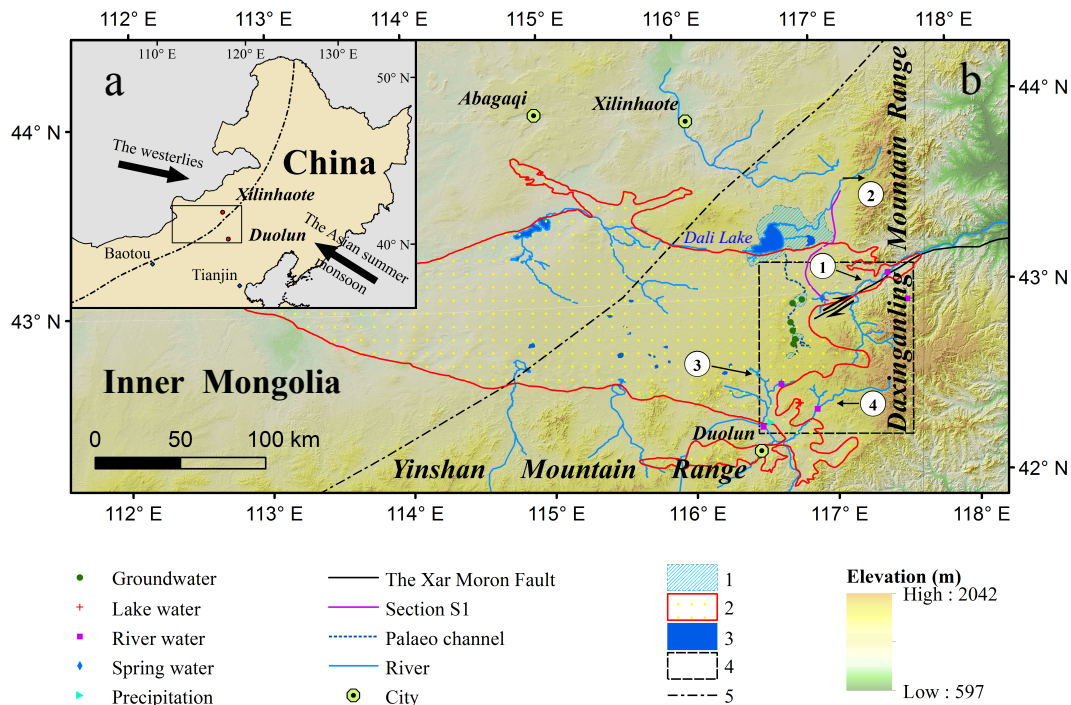 112° E
113° E
114° E
115° E
116° E
117° E
118° E
110° E
120° E
130° E
a
50° N
40° N
The westerlies
China
Xilinhaote
Duolun
Baotou
Tianjin
The Asian summer
monsoon
b
Abagaqi
Xilinhaote
Dali Lake
Daxinganling Mountain Range
1
2
3
4
44° N
43° N
44° N
43° N
42° N
Inner Mongolia
0 50 100 km
Duolun
Yinshan Mountain Range
112° E
113° E
114° E
115° E
116° E
117° E
118° E
Groundwater
Lake water
River water
Spring water
Precipitation
The Xar Moron Fault
Section S1
Palaeo channel
River
City
1
2
3
4
5
Elevation (m)
High : 2042
Low : 597